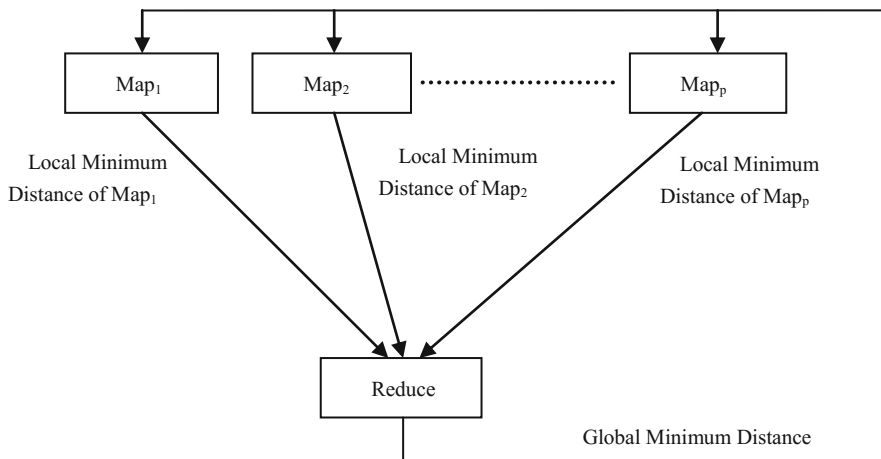 Map₁
Map₂
Mapₚ
Local Minimum
Distance of Map₁
Local Minimum
Distance of Map₂
Local Minimum
Distance of Mapₚ
Reduce
Global Minimum Distance